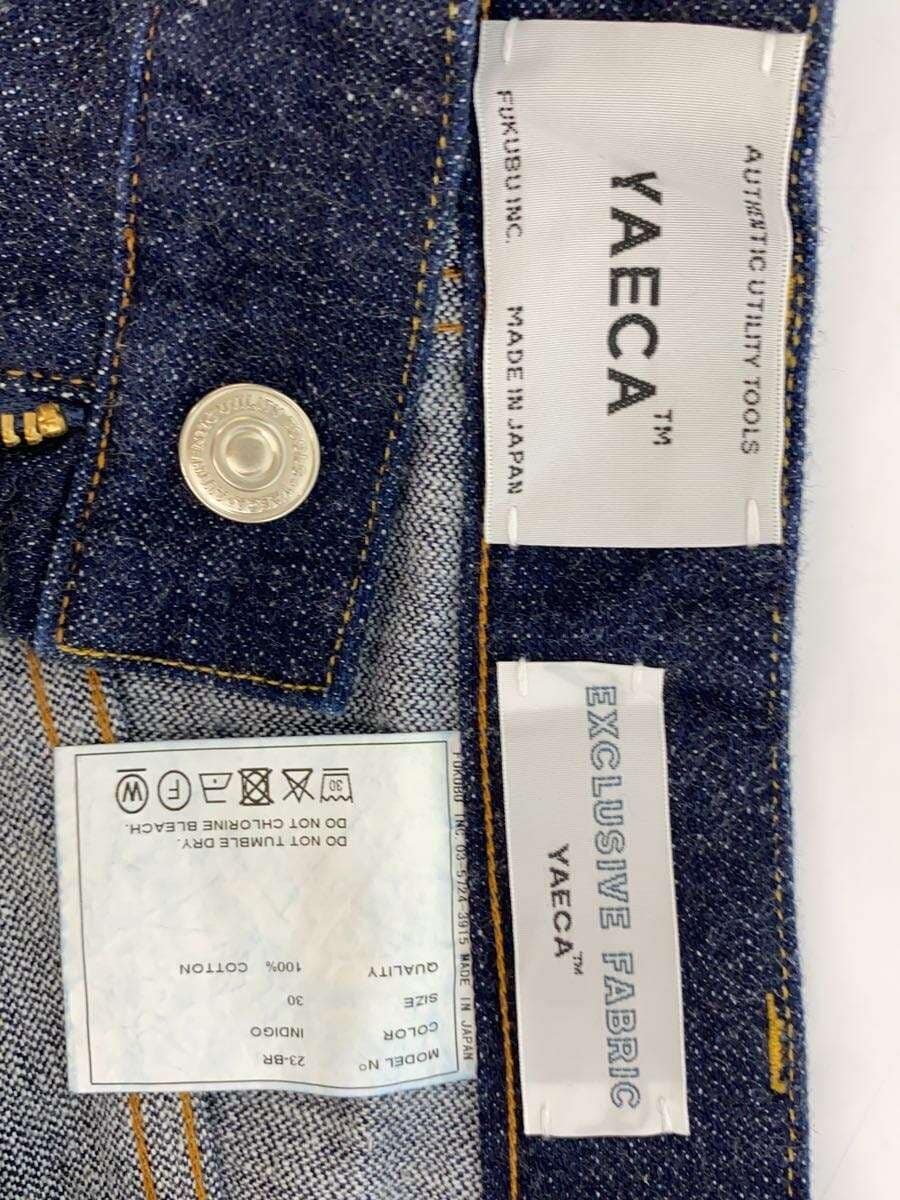 AUTHENTIC UTILITY TOOLS
YAECA™
FUKUBU INC. MADE IN JAPAN
EXCLUSIVE FABRIC
YAECA™
MODEL Nº 23-BR
COLOR INDIGO
SIZE 30
QUALITY 100% COTTON
DO NOT TUMBLE DRY.
DO NOT CHLORINE BLEACH.
30 F W
FUKUBU INC. 03-5724-3915 MADE IN JAPAN